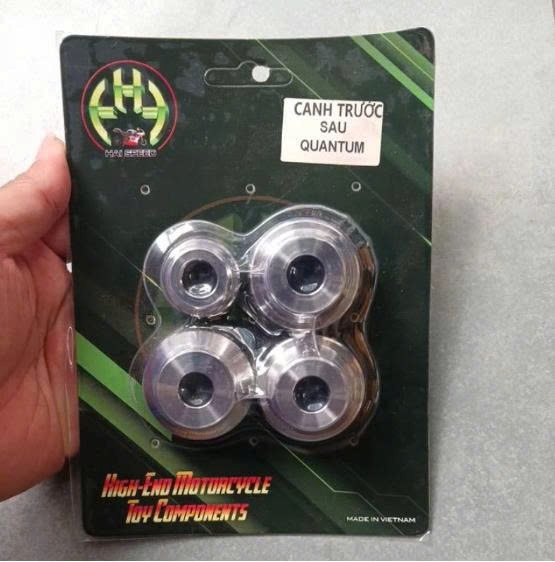 HAI SPEED
CANH TRƯỚC
SAU
QUANTUM
HIGH-END MOTORCYCLE
TOY COMPONENTS
MADE IN VIETNAM